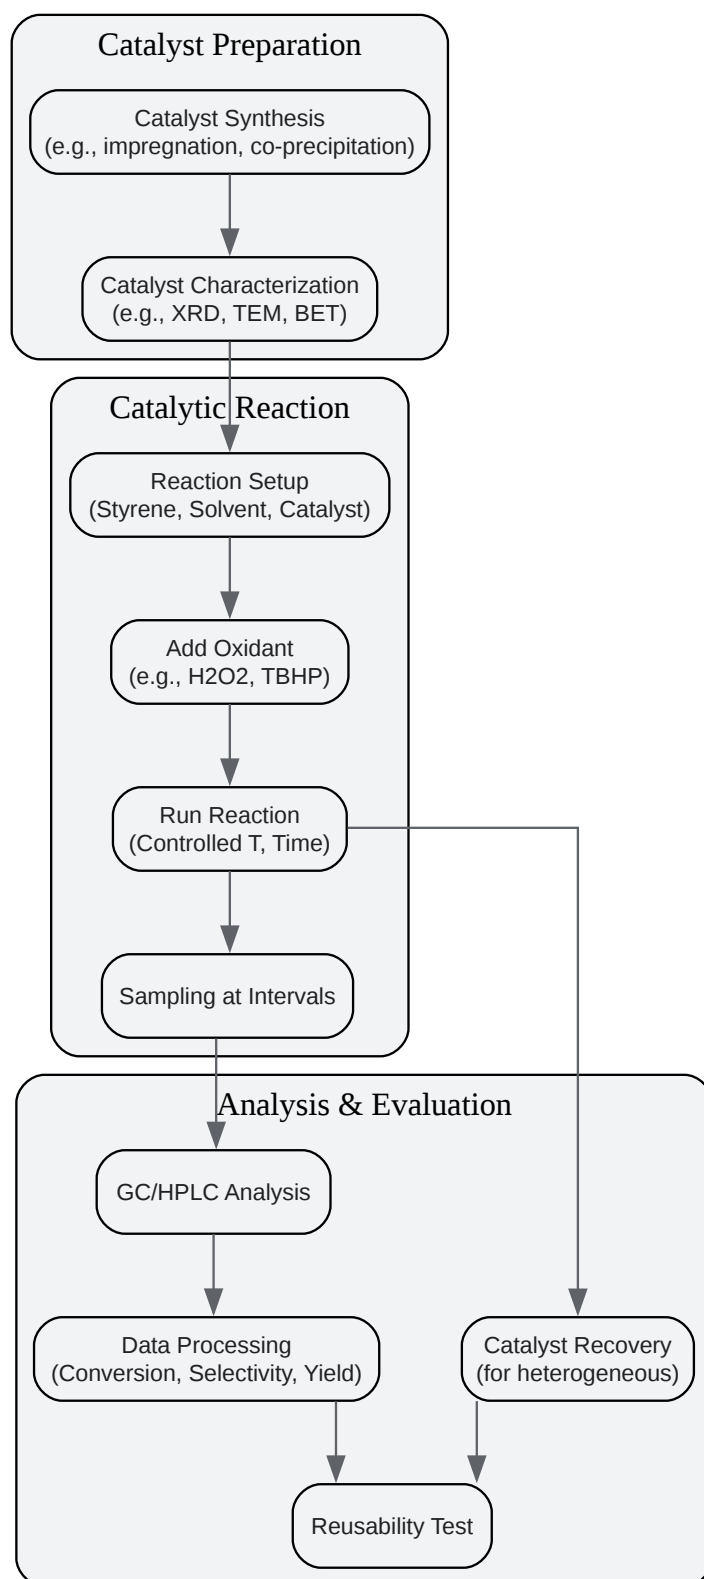 Catalyst Preparation
Catalyst Synthesis
(e.g., impregnation, co-precipitation)
Catalyst Characterization
(e.g., XRD, TEM, BET)
Catalytic Reaction
Reaction Setup
(Styrene, Solvent, Catalyst)
Add Oxidant
(e.g., H2O2, TBHP)
Run Reaction
(Controlled T, Time)
Sampling at Intervals
Analysis & Evaluation
GC/HPLC Analysis
Data Processing
(Conversion, Selectivity, Yield)
Catalyst Recovery
(for heterogeneous)
Reusability Test